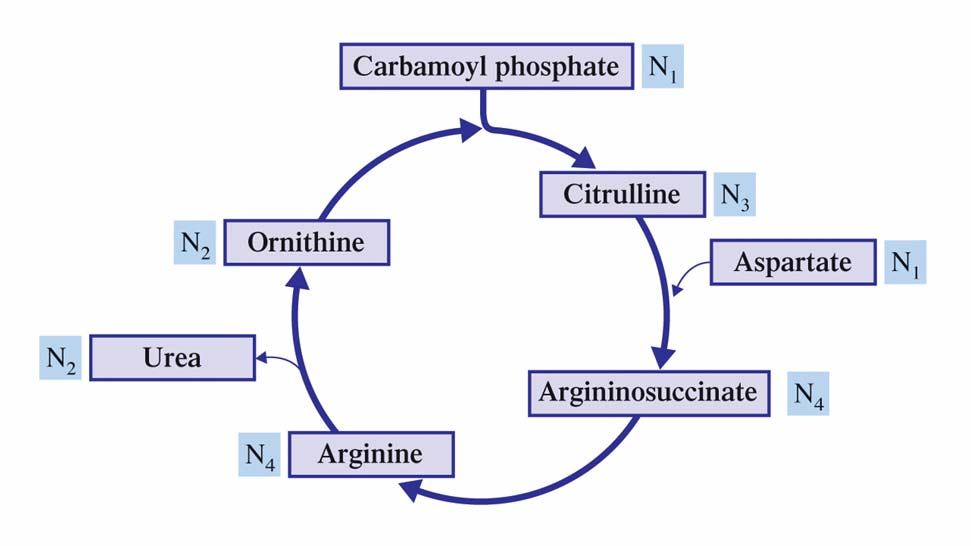 Carbamoyl phosphate N₁
Citrulline N₃
N₂ Ornithine
Aspartate N₁
N₂ Urea
Argininosuccinate N₄
N₄ Arginine